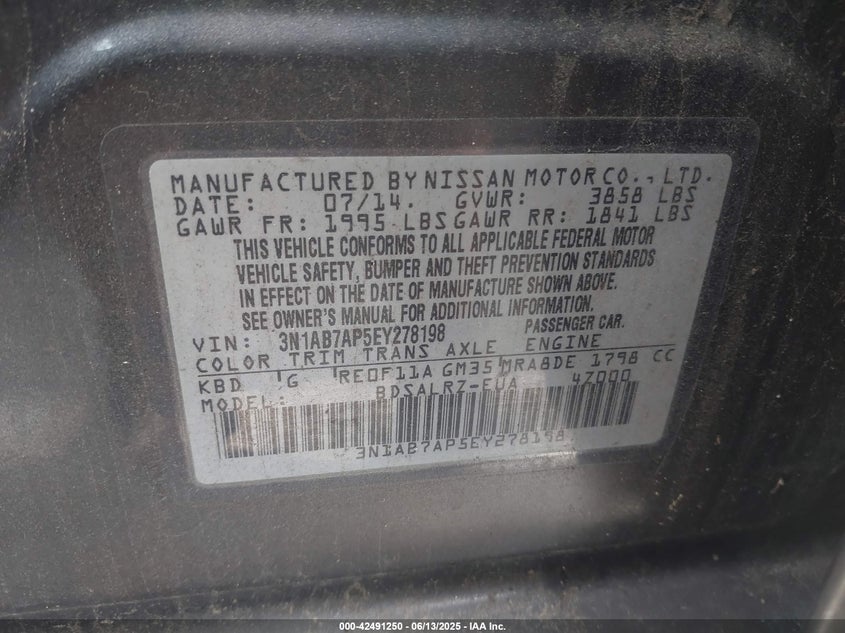 MANUFACTURED BY NISSAN MOTOR CO., LTD.
DATE: 07/14. GVWR: 3858 LBS
GAWR FR: 1995 LBS GAWR RR: 1841 LBS
THIS VEHICLE CONFORMS TO ALL APPLICABLE FEDERAL MOTOR
VEHICLE SAFETY, BUMPER AND THEFT PREVENTION STANDARDS
IN EFFECT ON THE DATE OF MANUFACTURE SHOWN ABOVE.
SEE OWNER'S MANUAL FOR ADDITIONAL INFORMATION.
VIN: 3N1AB7AP5EY278198 PASSENGER CAR.
COLOR TRIM TRANS AXLE ENGINE
KBD G RE0F11A GM35 MRA8DE 1798 CC
MODEL: BDSALRZ-EUA 4Z000
3N1AB7AP5EY278198
000-42491250 - 06/13/2025 - IAA Inc.